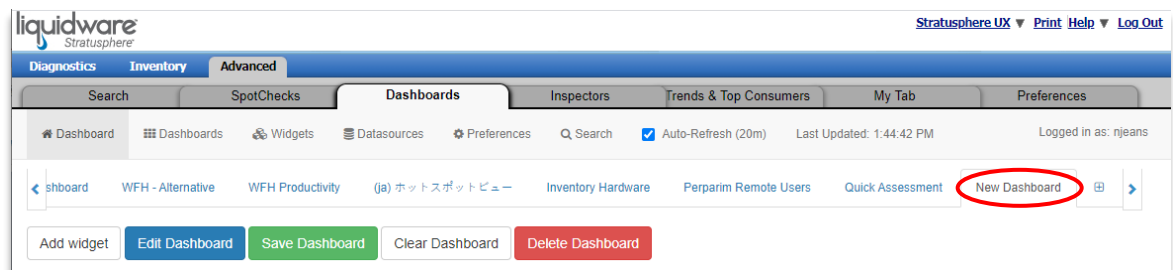 liquidware
Stratusphere
Stratusphere UX ▼ Print Help ▼ Log Out
Diagnostics Inventory Advanced
Search SpotChecks Dashboards Inspectors Trends & Top Consumers My Tab Preferences
Dashboard Dashboards Widgets Datasources Preferences Search Auto-Refresh (20m) Last Updated: 1:44:42 PM Logged in as: njeans
shboard WFH - Alternative WFH Productivity (ja) ホットスポットビュー Inventory Hardware Perparim Remote Users Quick Assessment New Dashboard
Add widget Edit Dashboard Save Dashboard Clear Dashboard Delete Dashboard